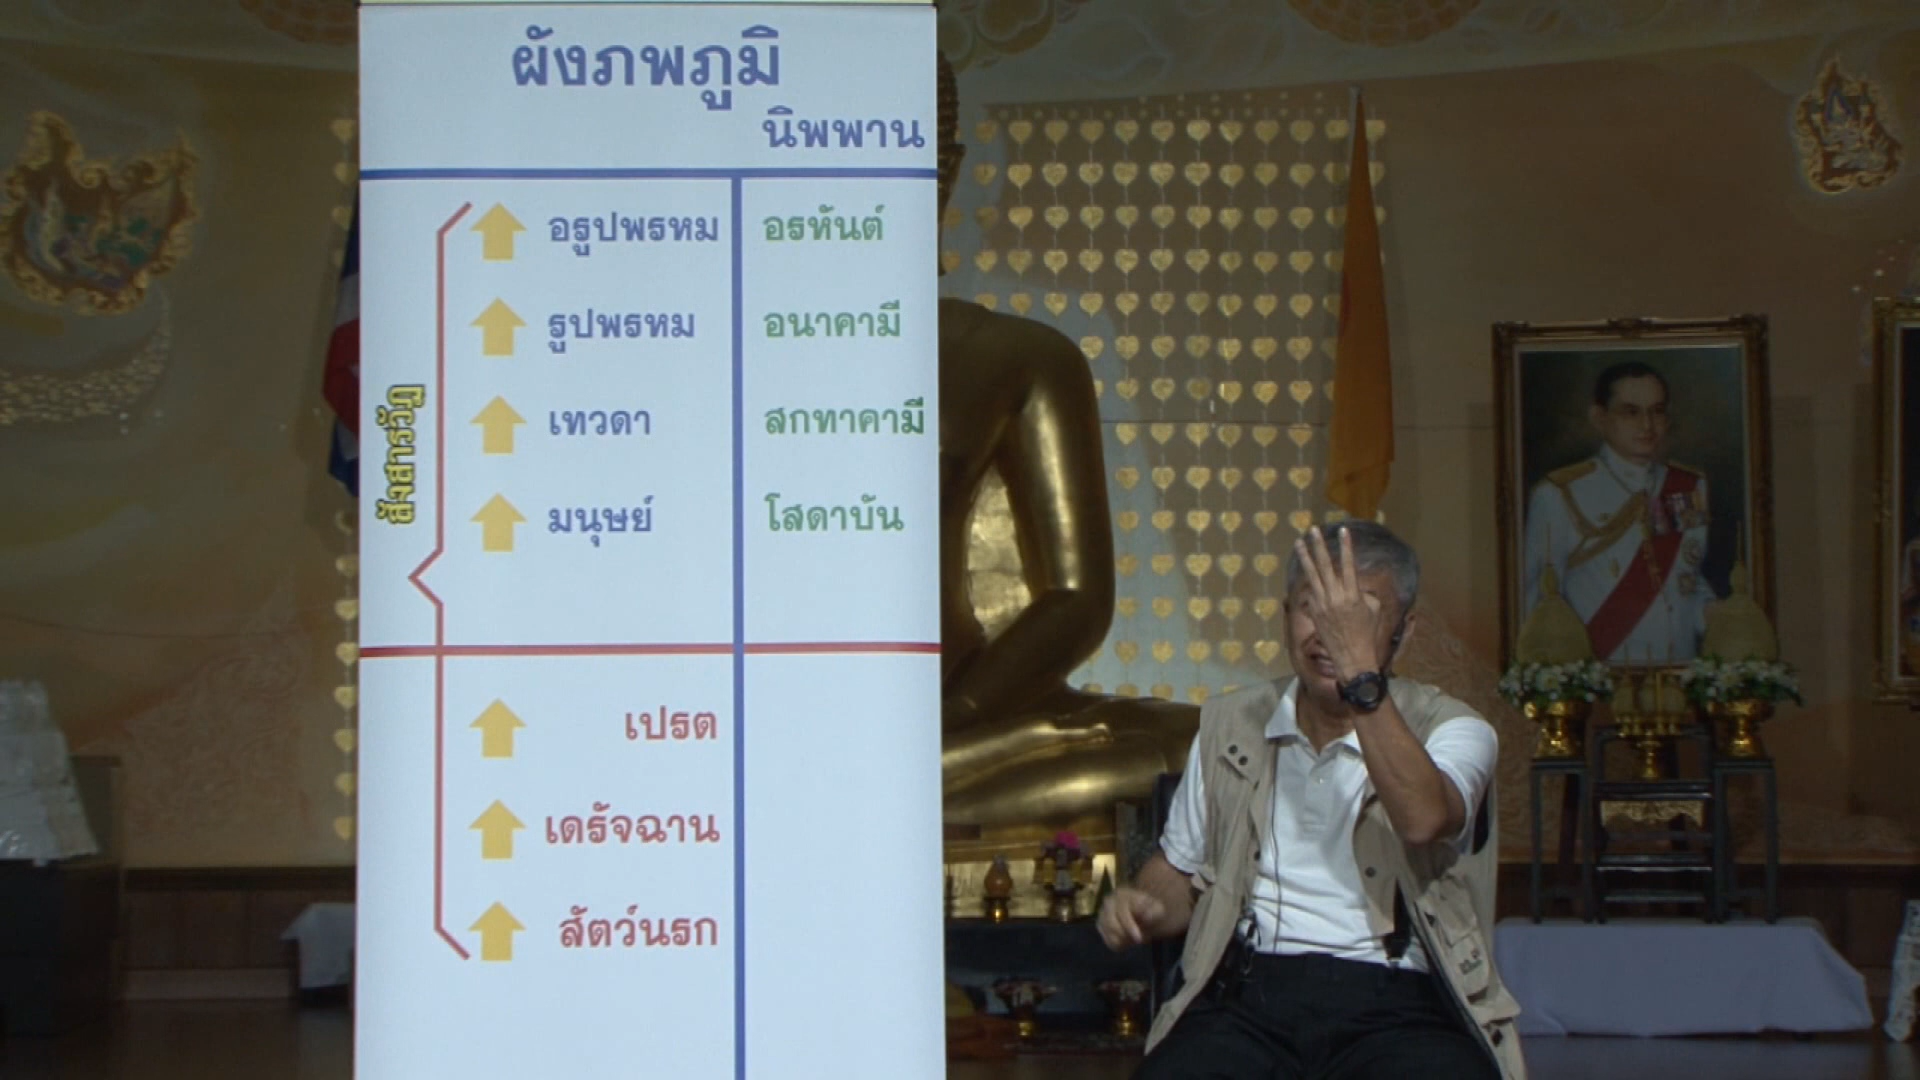 ผังภพภูมิ
นิพพาน
อรูปพรหม อรหันต์
รูปพรหม อนาคามี
เทวดา สกทาคามี
มนุษย์ โสดาบัน
สังสารวัฏ
เปรต
เดรัจฉาน
สัตว์นรก